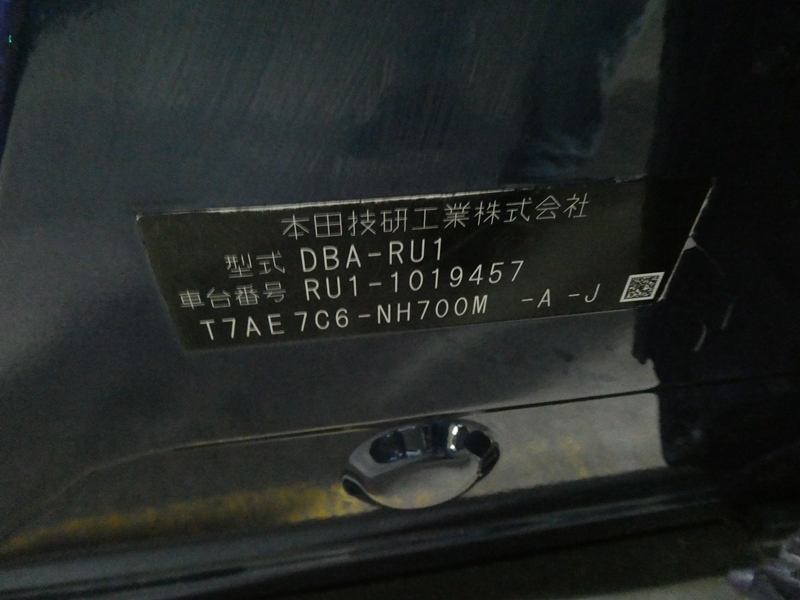 本田技研工業株式会社
型式 DBA-RU1
車台番号 RU1-1019457
T7AE7C6-NH700M -A -J